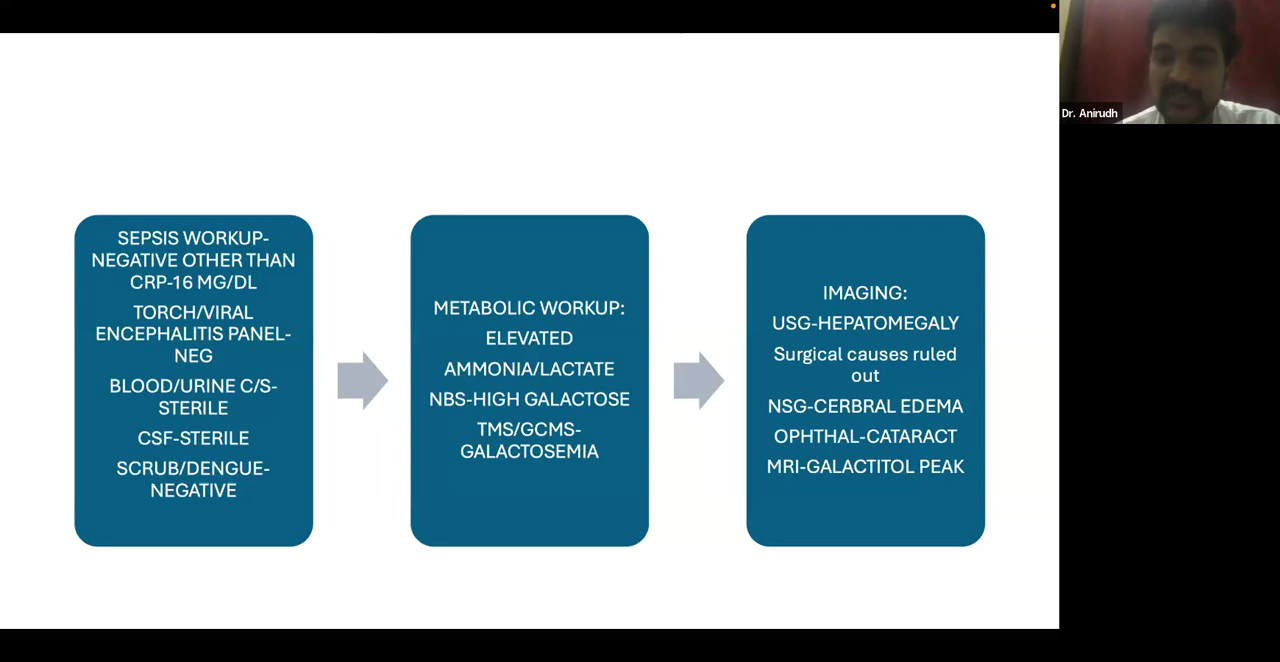 SEPSIS WORKUP-
NEGATIVE OTHER THAN
CRP-16 MG/DL
TORCH/VIRAL
ENCEPHALITIS PANEL-
NEG
BLOOD/URINE C/S-
STERILE
CSF-STERILE
SCRUB/DENGUE-
NEGATIVE
METABOLIC WORKUP:
ELEVATED
AMMONIA/LACTATE
NBS-HIGH GALACTOSE
TMS/GCMS-
GALACTOSEMIA
IMAGING:
USG-HEPATOMEGALY
Surgical causes ruled
out
NSG-CERBRAL EDEMA
OPHTHAL-CATARACT
MRI-GALACTITOL PEAK
Dr. Anirudh